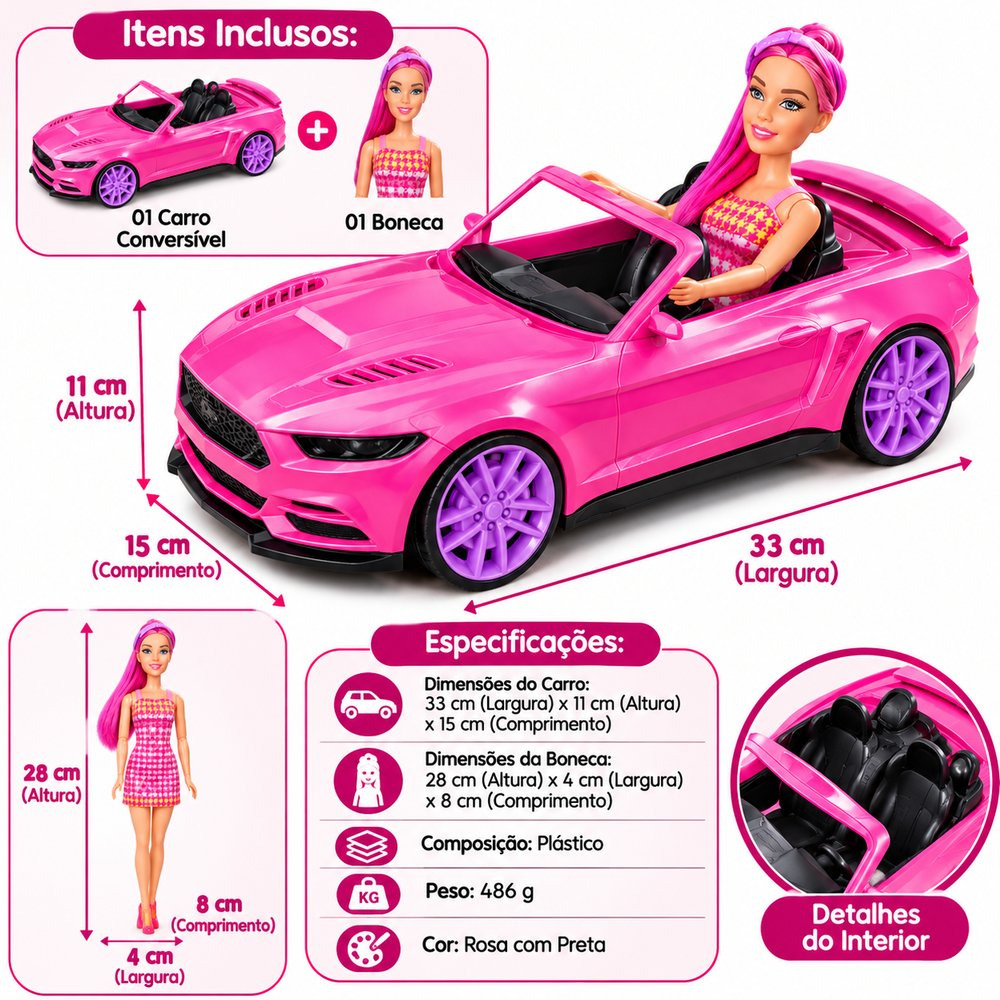 Itens Inclusos:
01 Carro
Conversível
01 Boneca
11 cm
(Altura)
15 cm
(Comprimento)
33 cm
(Largura)
28 cm
(Altura)
8 cm
(Comprimento)
4 cm
(Largura)
Especificações:
Dimensões do Carro:
33 cm (Largura) x 11 cm (Altura)
x 15 cm (Comprimento)
Dimensões da Boneca:
28 cm (Altura) x 4 cm (Largura)
x 8 cm (Comprimento)
Composição: Plástico
KG
Peso: 486 g
Cor: Rosa com Preta
Detalhes
do Interior